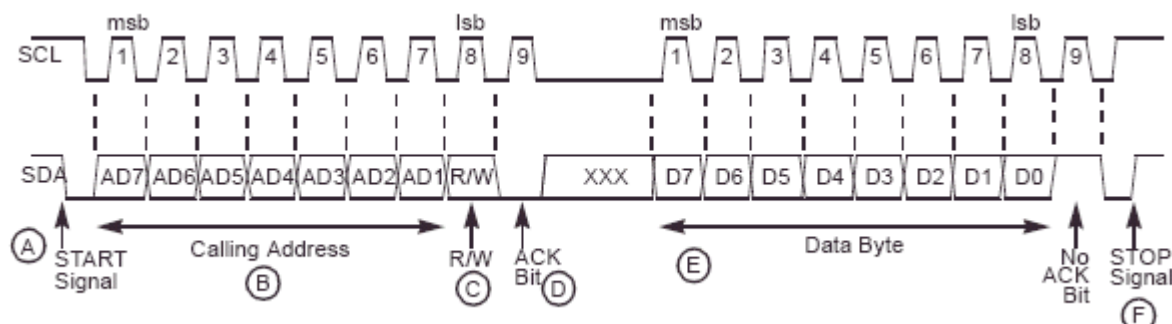 msb lsb msb lsb
SCL 1 2 3 4 5 6 7 8 9 1 2 3 4 5 6 7 8 9
SDA AD7 AD6 AD5 AD4 AD3 AD2 AD1 R/W XXX D7 D6 D5 D4 D3 D2 D1 D0
A START Signal
Calling Address
B
R/W
C
ACK
Bit D
E
Data Byte
No
ACK
Bit
STOP
Signal
F